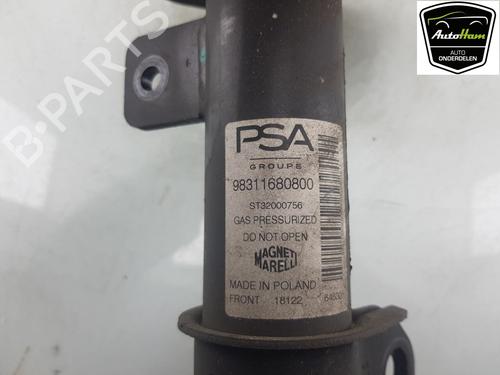 AutoHam
AUTO
ONDERDELEN
B-PARTS
PSA
GROUPE
98311680800
ST32000756
GAS PRESSURIZED
DO NOT OPEN
MAGNETI
MARELLI
MADE IN POLAND
FRONT 18122